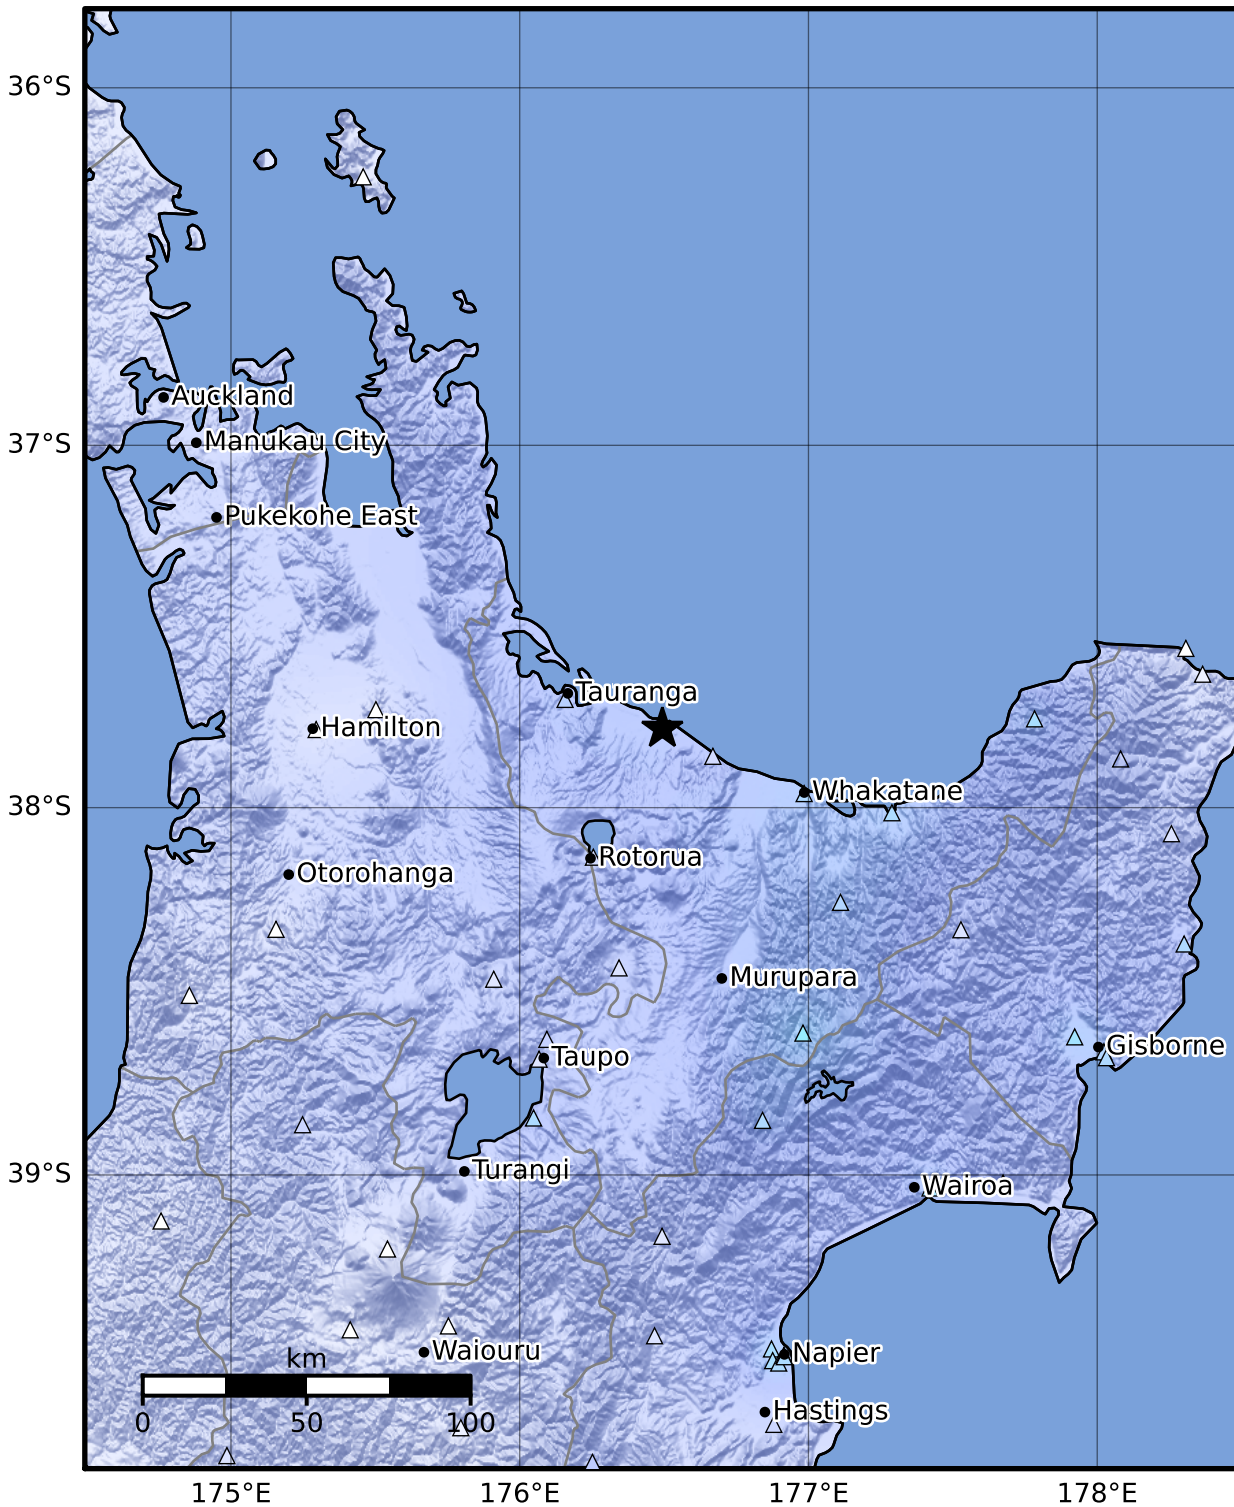 36°S
Auckland
Manukau City
37°S
Pukekohe East
Tauranga
Hamilton
Whakatane
38°S
Rotorua
Otorohanga
Murupara
Gisborne
Taupo
39°S
Turangi
Wairoa
Waiouru
Napier
km
0 50 100
Hastings
175°E 176°E 177°E 178°E